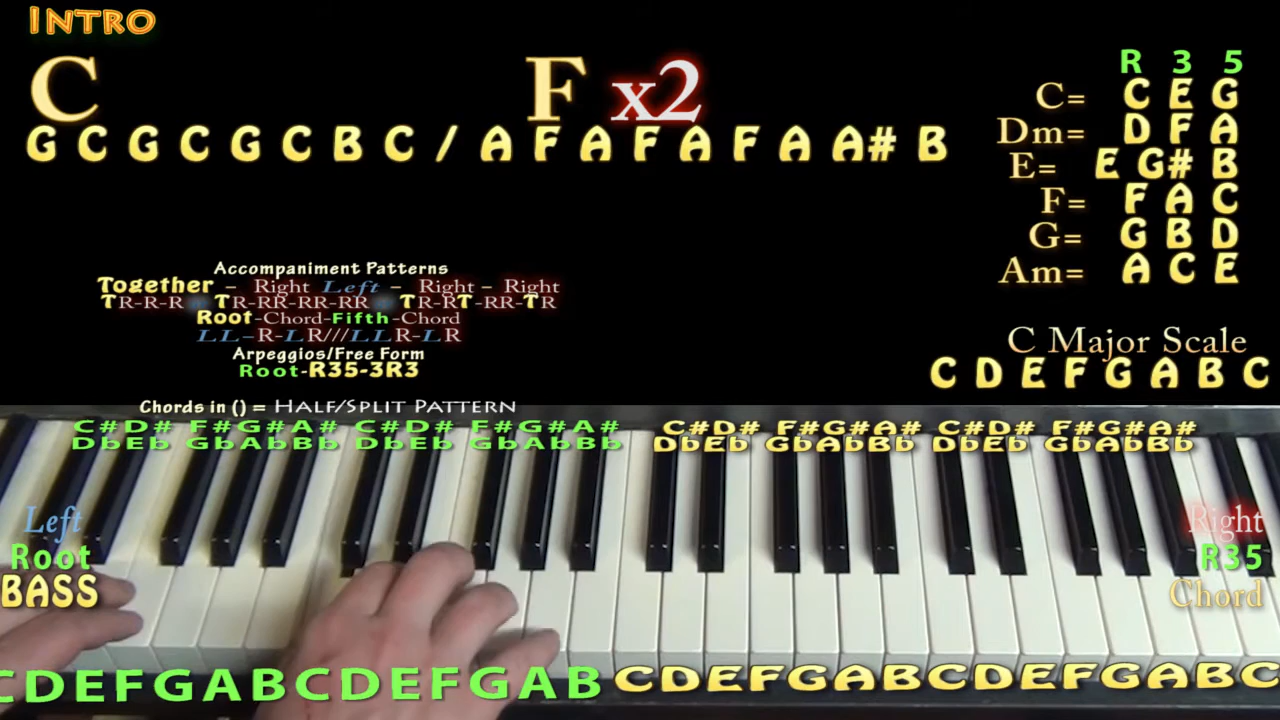 INTRO
C F x2
G C G C G C B C / A F A F A F A A# B
R 3 5
C= C E G
Dm= D F A
E= E G# B
F= F A C
G= G B D
Am= A C E
Accompaniment Patterns
Together - Right Left - Right - Right
TR-R-R TR-RR-RR-RR TR-RT-RR-TR
Root-Chord-Fifth-Chord
LL-R-LR///LLR-LR
Arpeggios/Free Form
Root-R35-3R3
C Major Scale
C D E F G A B C
Chords in () = HALF/SPLIT PATTERN
C#D# F#G#A# C#D# F#G#A# C#D# F#G#A# C#D# F#G#A#
DbEb GbAbBb DbEb GbAbBb DbEb GbAbBb DbEb GbAbBb
Left
Root
BASS
Right
R35
Chord
CDEFGABCDEFGAB CDEFGABCDEFGABC